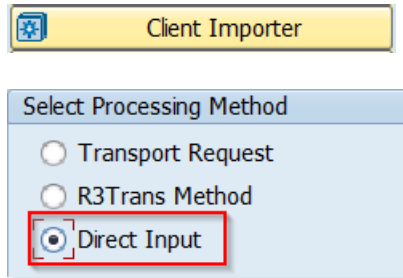 Client Importer
Select Processing Method
Transport Request
R3Trans Method
Direct Input